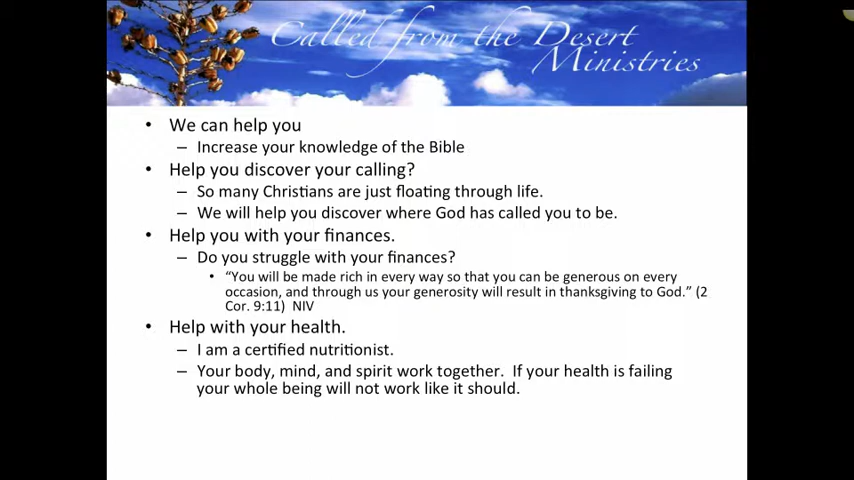 Called from the Desert
Ministries
• We can help you
– Increase your knowledge of the Bible
• Help you discover your calling?
– So many Christians are just floating through life.
– We will help you discover where God has called you to be.
• Help you with your finances.
– Do you struggle with your finances?
• “You will be made rich in every way so that you can be generous on every
occasion, and through us your generosity will result in thanksgiving to God.” (2
Cor. 9:11)  NIV
• Help with your health.
– I am a certified nutritionist.
– Your body, mind, and spirit work together.  If your health is failing
your whole being will not work like it should.